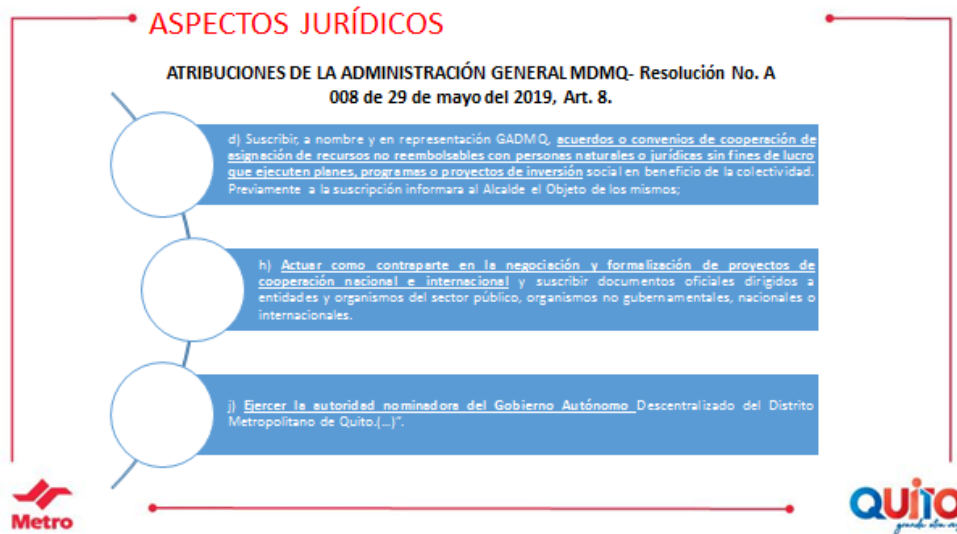 ASPECTOS JURÍDICOS
ATRIBUCIONES DE LA ADMINISTRACIÓN GENERAL MDMQ- Resolución No. A
008 de 29 de mayo del 2019, Art. 8.
d) Suscribir, a nombre y en representación GADMQ, acuerdos o convenios de cooperación de
asignación de recursos no reembolsables con personas naturales o jurídicas sin fines de lucro
que ejecuten planes, programas o proyectos de inversión social en beneficio de la colectividad.
Previamente a la suscripción informara al Alcalde el Objeto de los mismos;
h) Actuar como contraparte en la negociación y formalización de proyectos de
cooperación nacional e internacional y suscribir documentos oficiales dirigidos a
entidades y organismos del sector público, organismos no gubernamentales, nacionales o
internacionales.
j) Ejercer la autoridad nominadora del Gobierno Autónomo Descentralizado del Distrito
Metropolitano de Quito.(...)”.
Metro
QUITO
grande otra